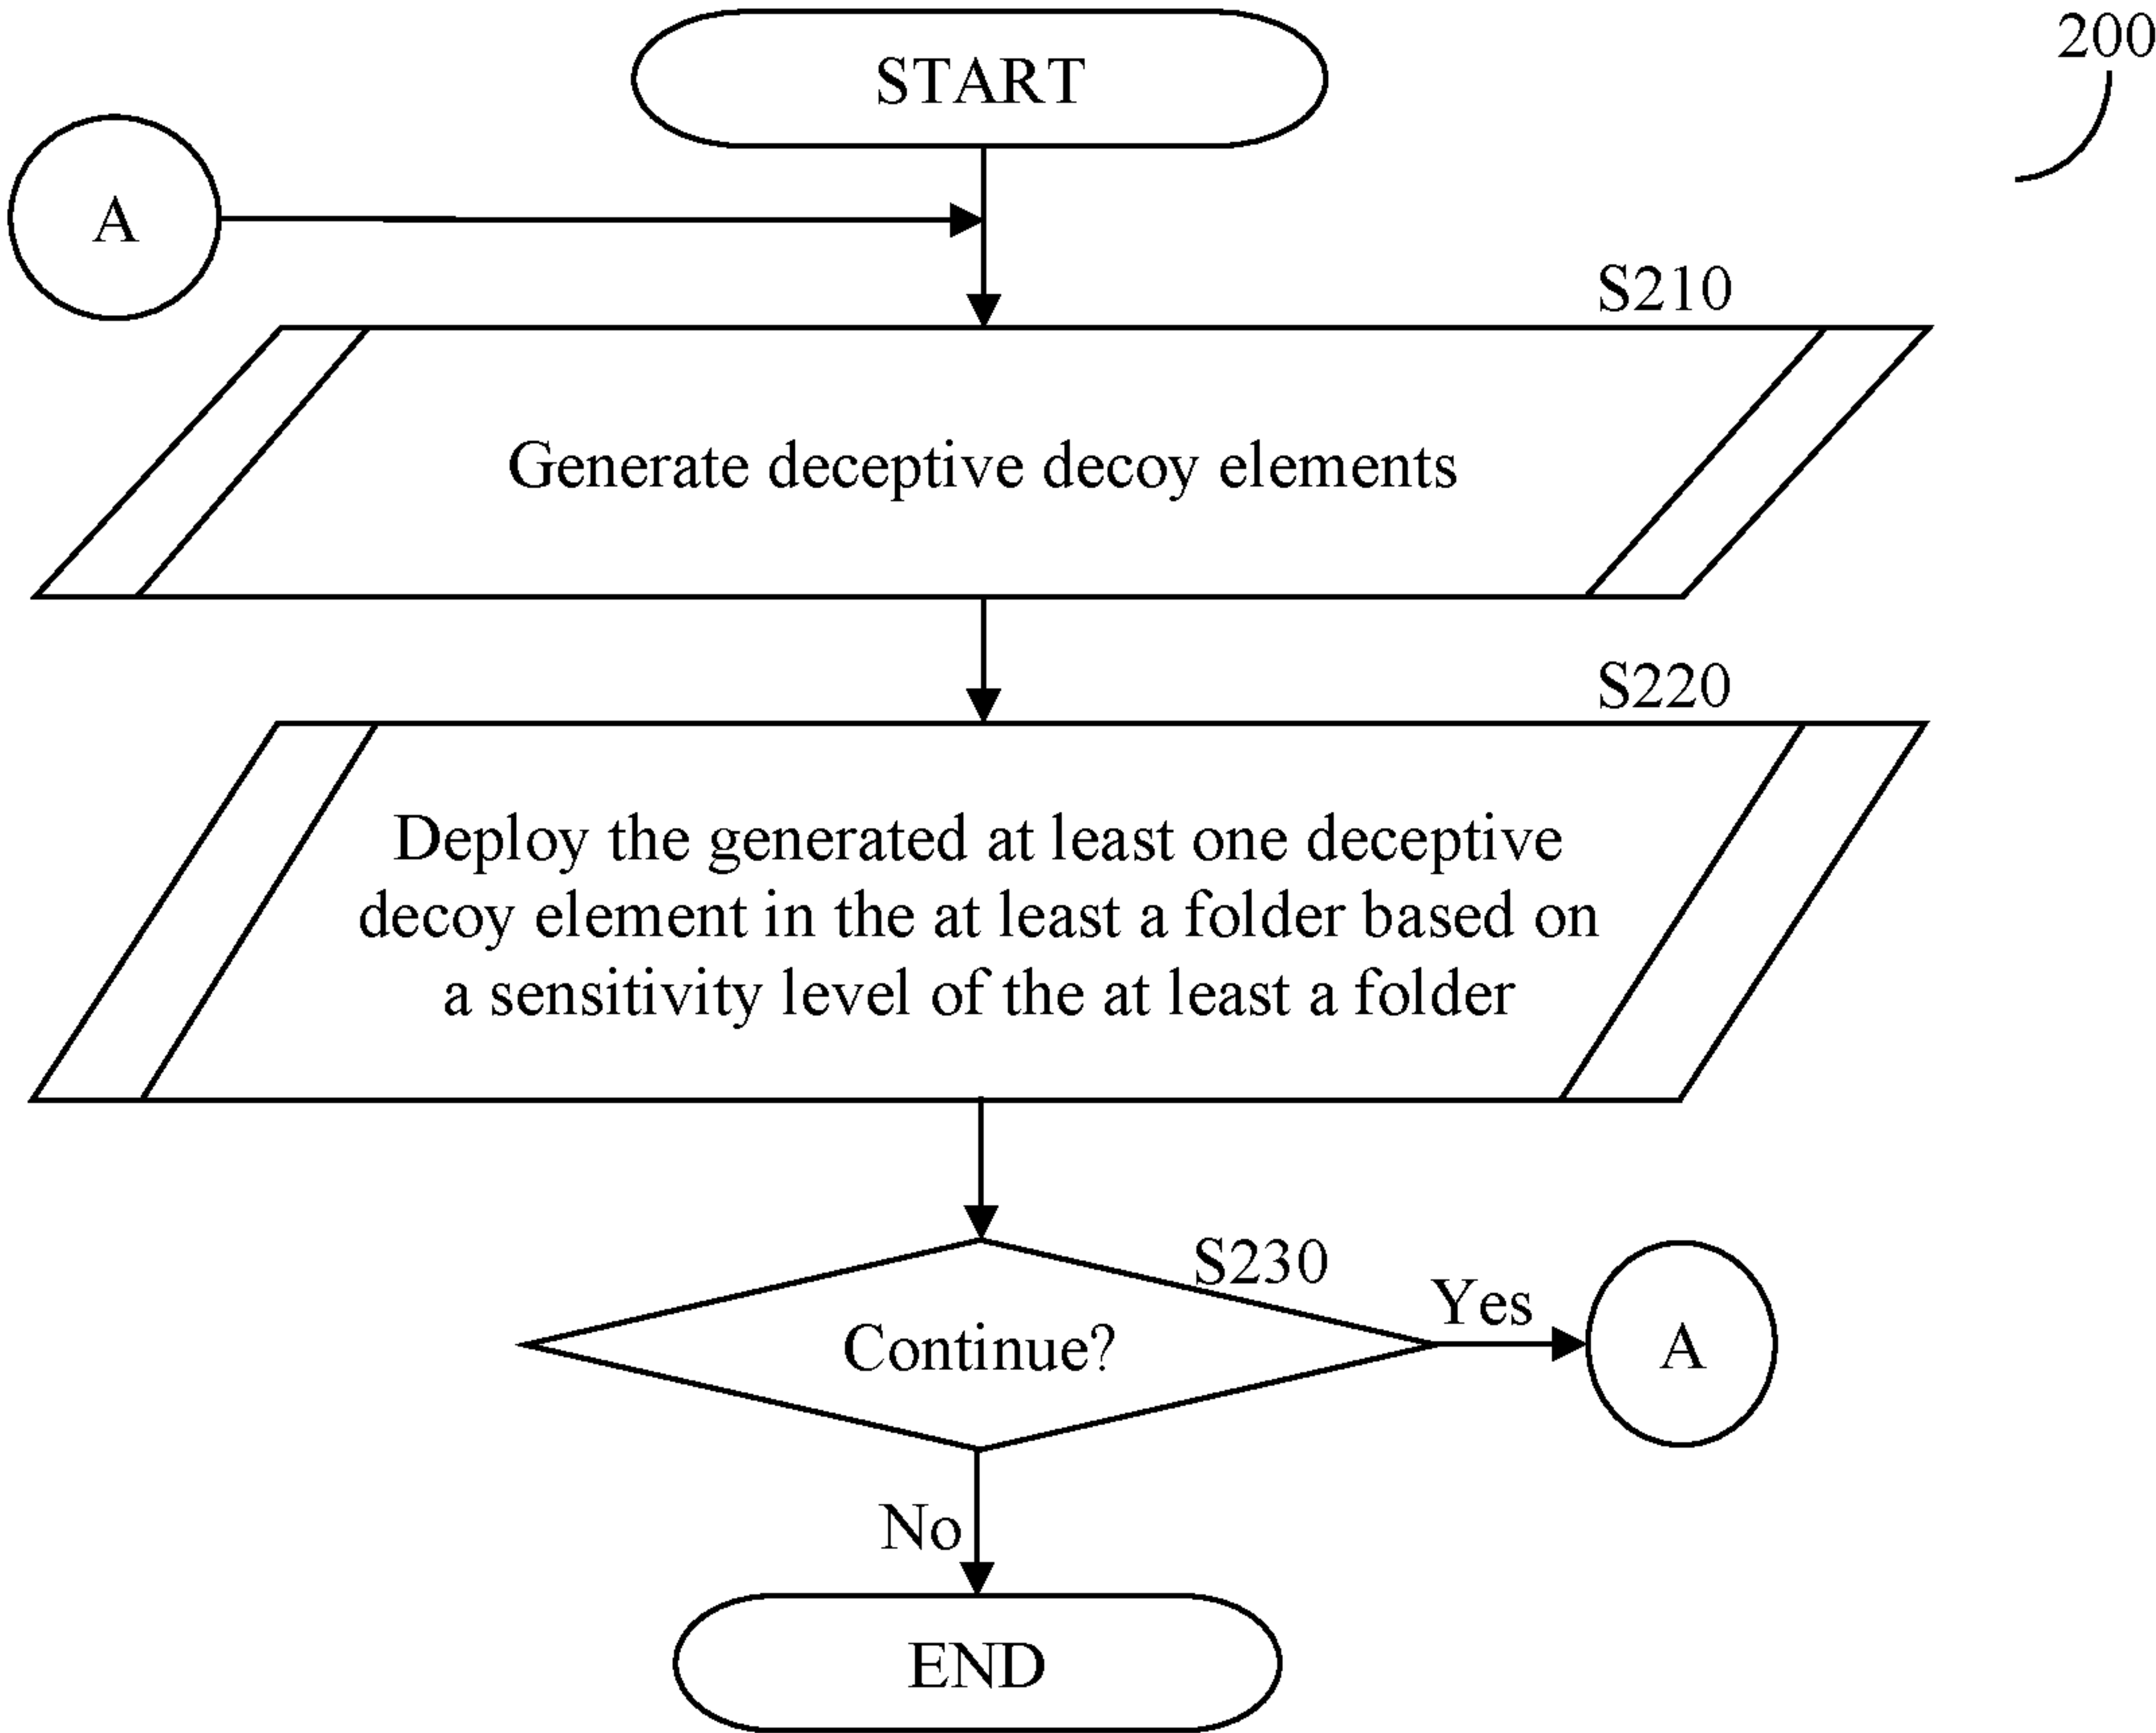 START
200
A
S210
Generate deceptive decoy elements
S220
Deploy the generated at least one deceptive
decoy element in the at least a folder based on
a sensitivity level of the at least a folder
S230
Continue?
Yes
A
No
END